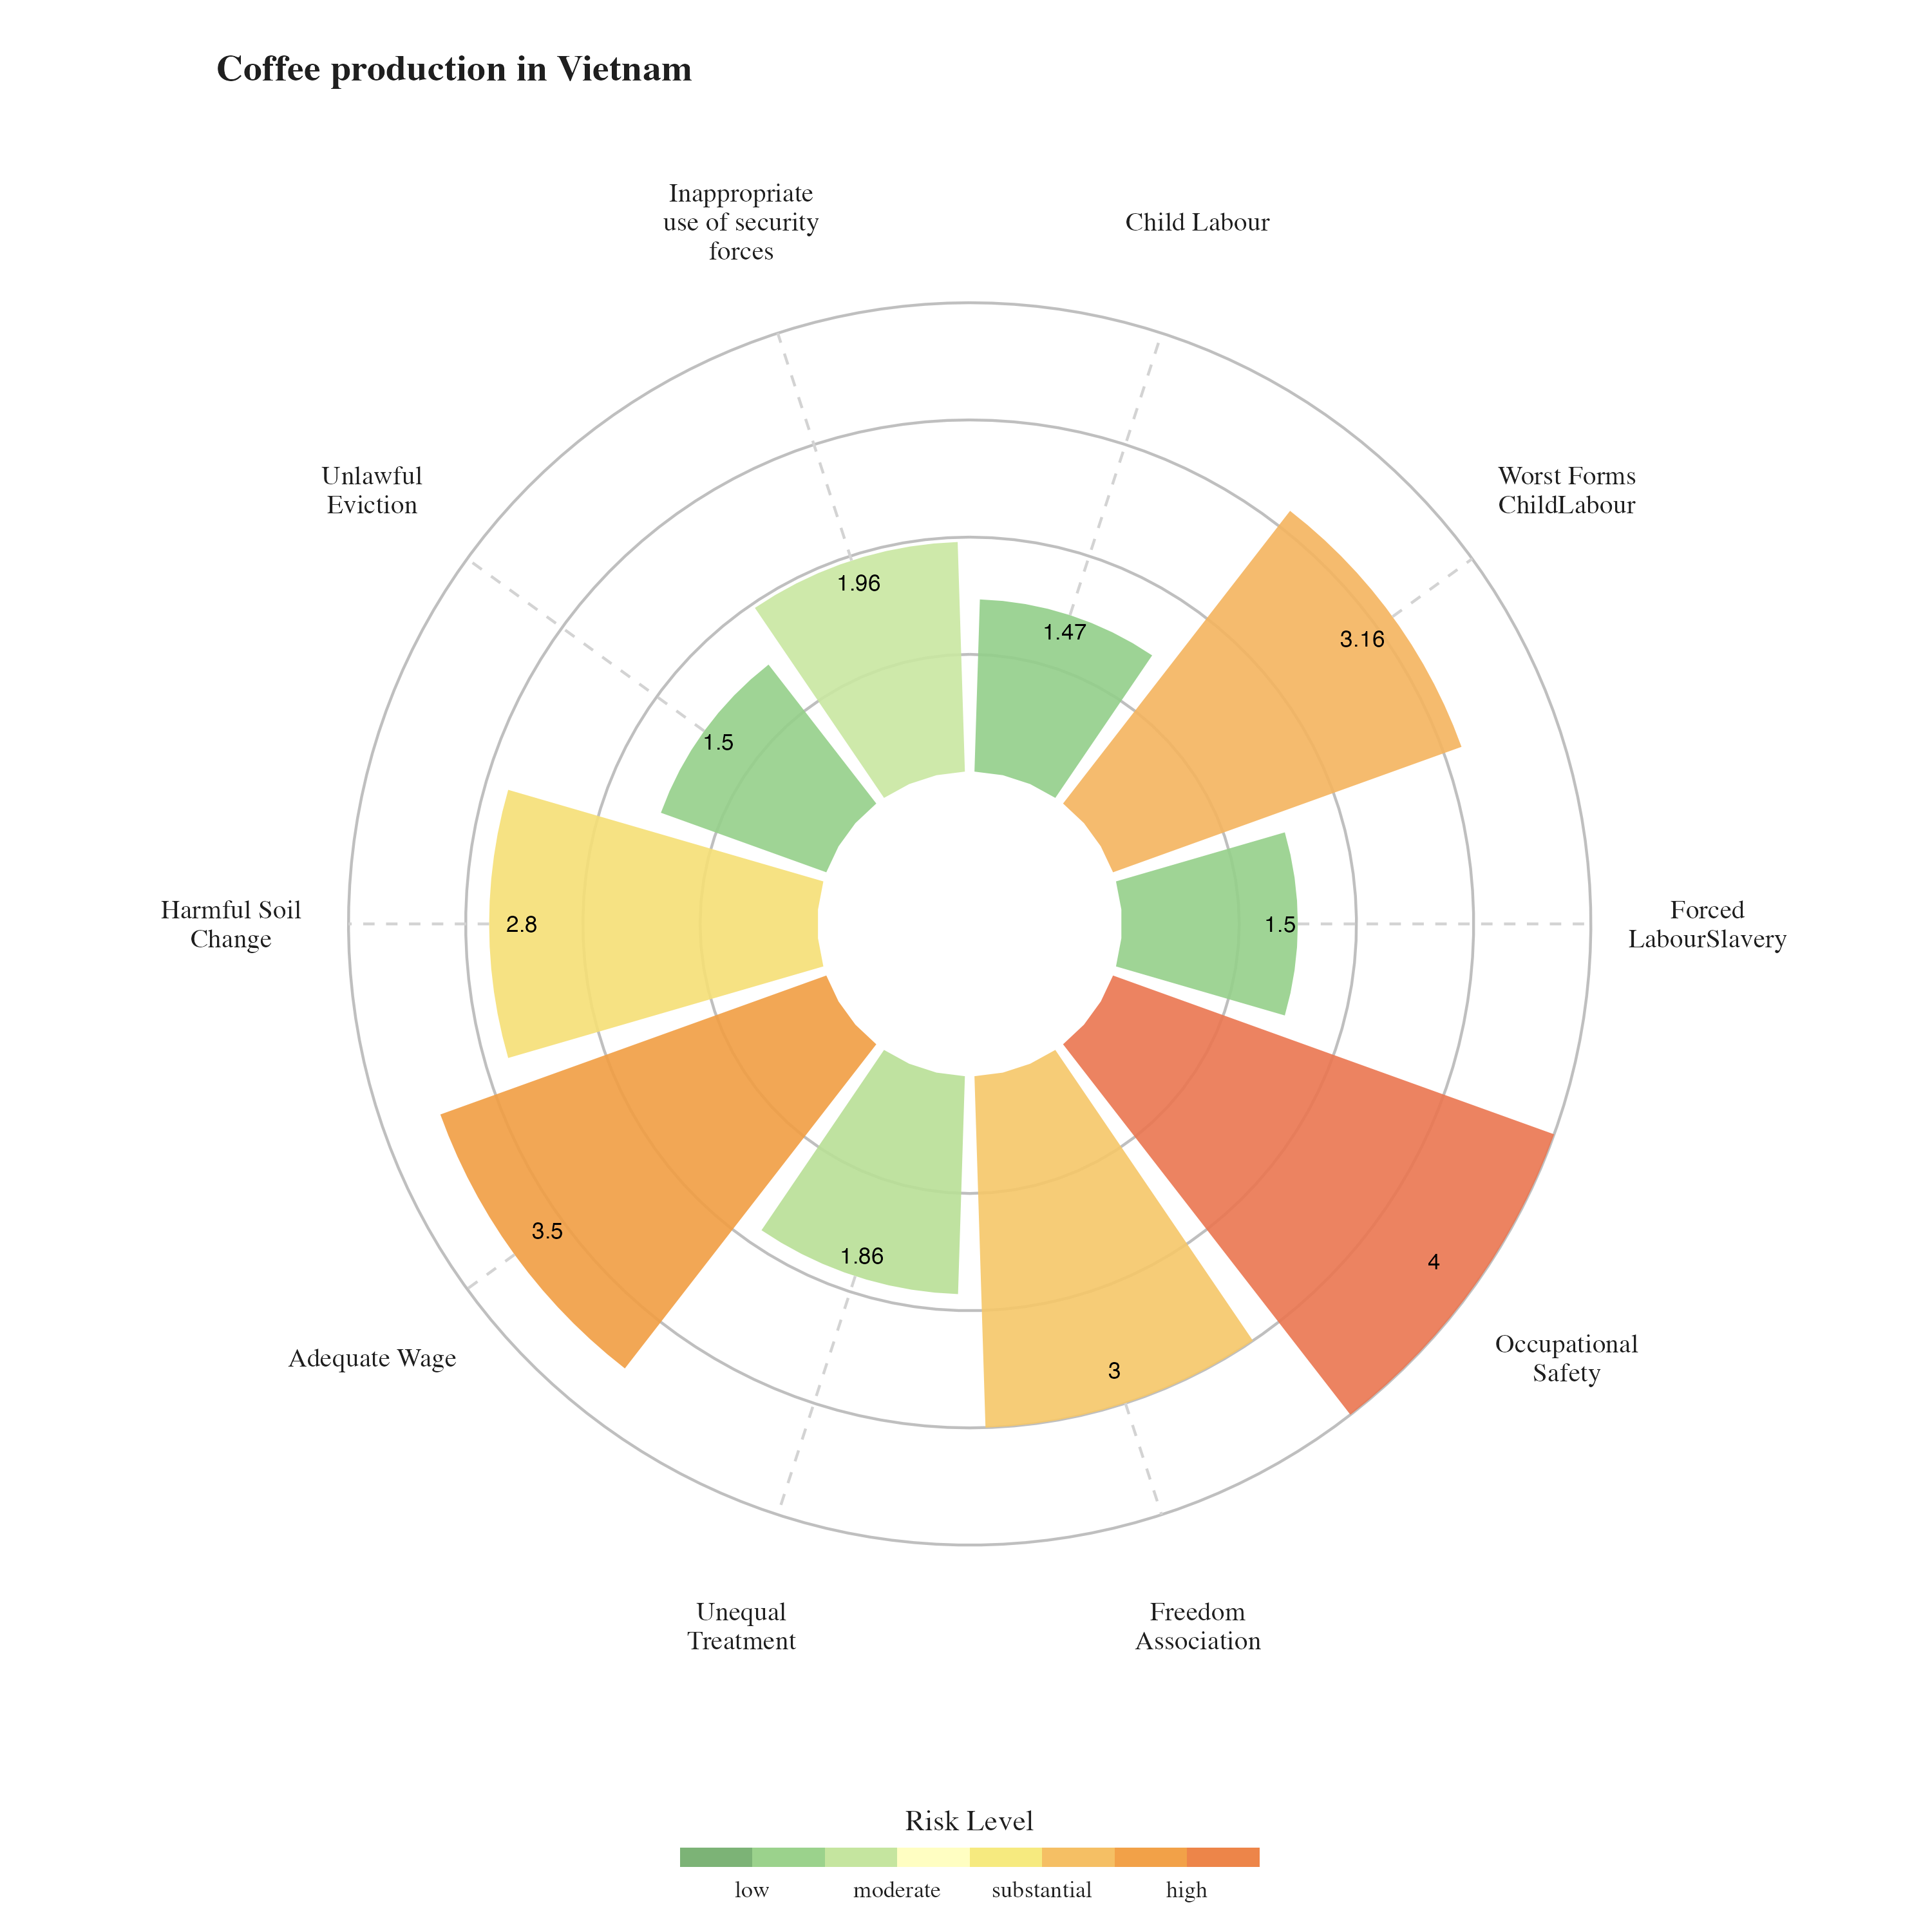 Coffee production in Vietnam
Inappropriate
use of security
forces
Child Labour
Unlawful
Eviction
Worst Forms
ChildLabour
1.96
1.47
3.16
1.5
Harmful Soil
Change
2.8
1.5
Forced
LabourSlavery
3.5
1.86
3
4
Adequate Wage
Occupational
Safety
Unequal
Treatment
Freedom
Association
Risk Level
low moderate substantial high